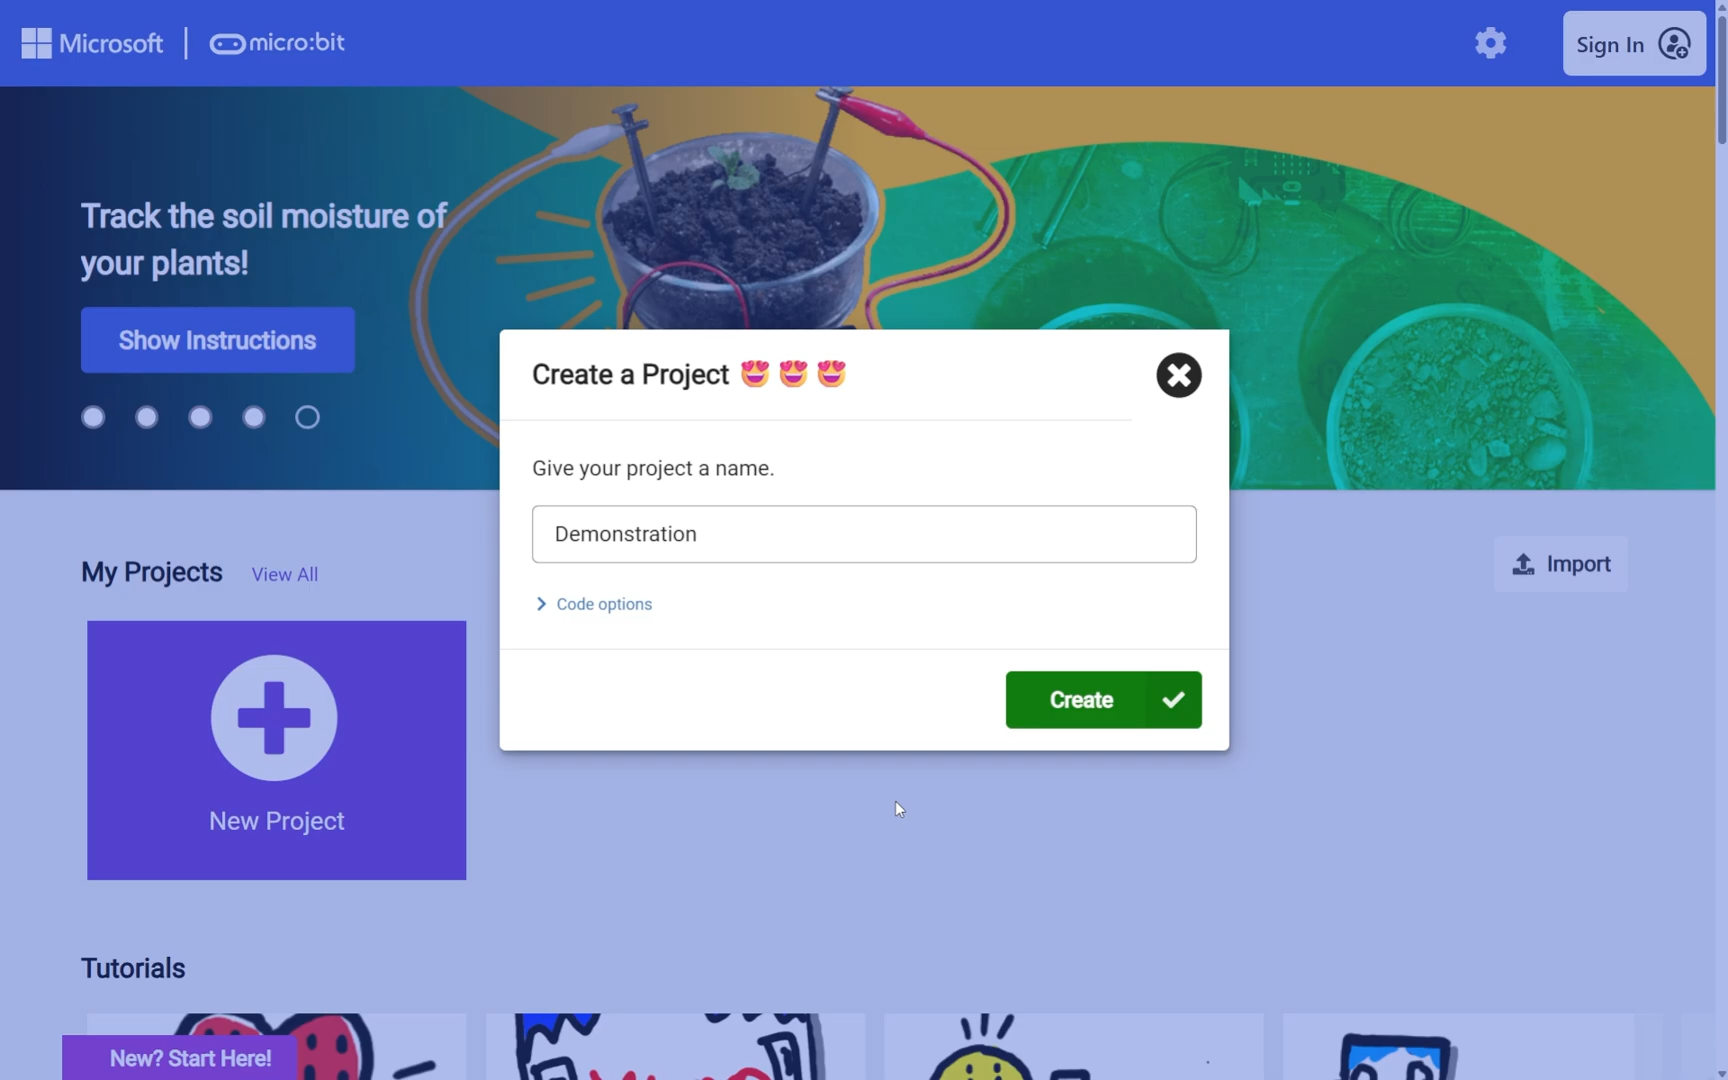 Microsoft | micro:bit
Sign In
Track the soil moisture of
your plants!
Show Instructions
Create a Project 😍 😍 😍
Give your project a name.
Demonstration
Code options
Create
My Projects View All
Import
New Project
Tutorials
New? Start Here!